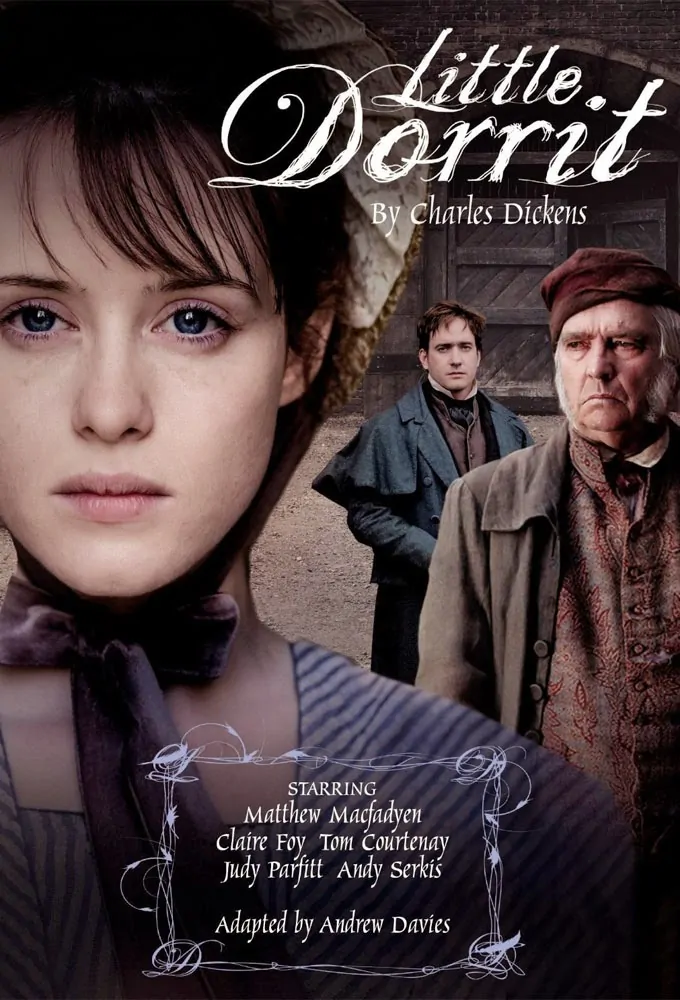 Little
Dorrit
By Charles Dickens
STARRING
Matthew Macfadyen
Claire Foy Tom Courtenay
Judy Parfitt Andy Serkis
Adapted by Andrew Davies